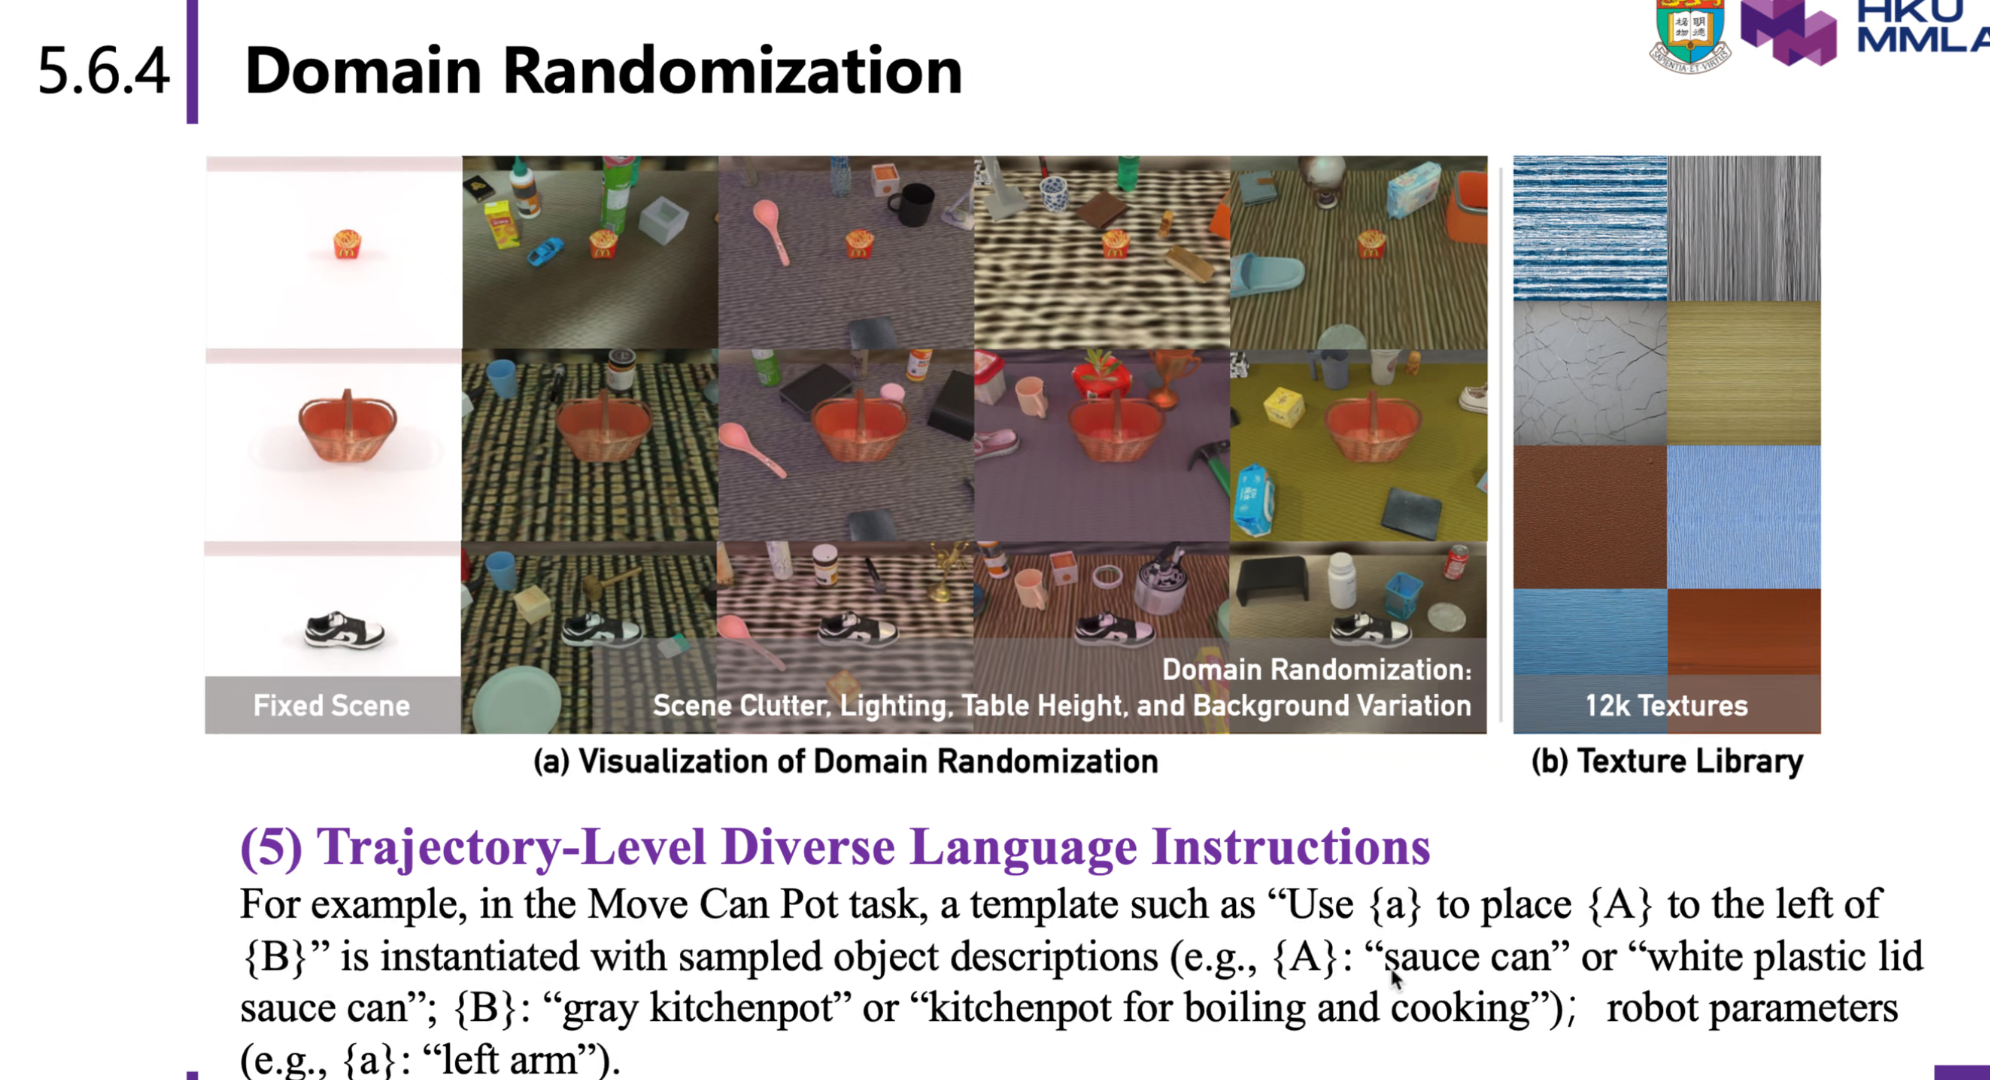 5.6.4
Domain Randomization
HKU
MMLA
SAPIENTIA ET VIRTUS
Fixed Scene
Domain Randomization:
Scene Clutter, Lighting, Table Height, and Background Variation
12k Textures
(a) Visualization of Domain Randomization
(b) Texture Library
(5) Trajectory-Level Diverse Language Instructions
For example, in the Move Can Pot task, a template such as “Use {a} to place {A} to the left of
{B}” is instantiated with sampled object descriptions (e.g., {A}: “sauce can” or “white plastic lid
sauce can”; {B}: “gray kitchenpot” or “kitchenpot for boiling and cooking”); robot parameters
(e.g., {a}: “left arm”).